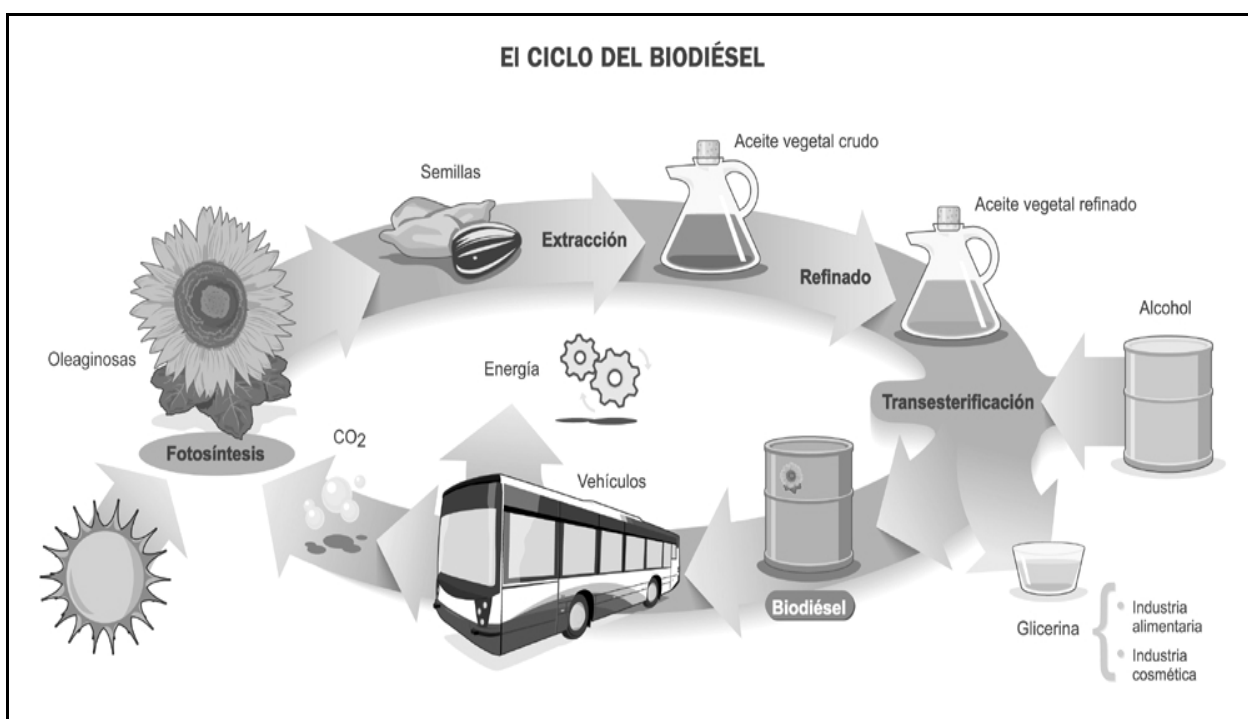 El CICLO DEL BIODIÉSEL
Aceite vegetal crudo
Semillas
Aceite vegetal refinado
Extracción
Refinado
Alcohol
Oleaginosas
Energía
Transesterificación
CO2
Fotosíntesis
Vehículos
Biodiésel
Glicerina
• Industria
alimentaria
• Industria
cosmética